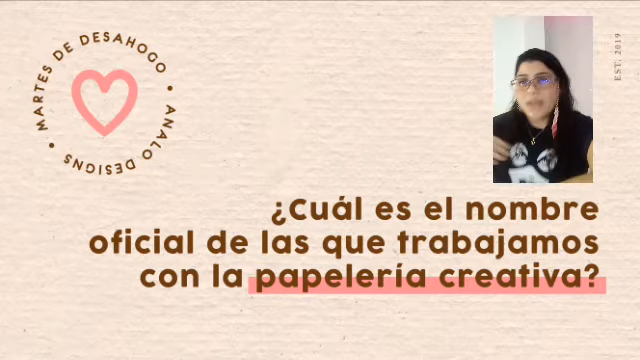 MARTES DE DESAHOGO • ANALO DESIGNS •
EST. 2019
¿Cuál es el nombre
oficial de las que trabajamos
con la papelería creativa?